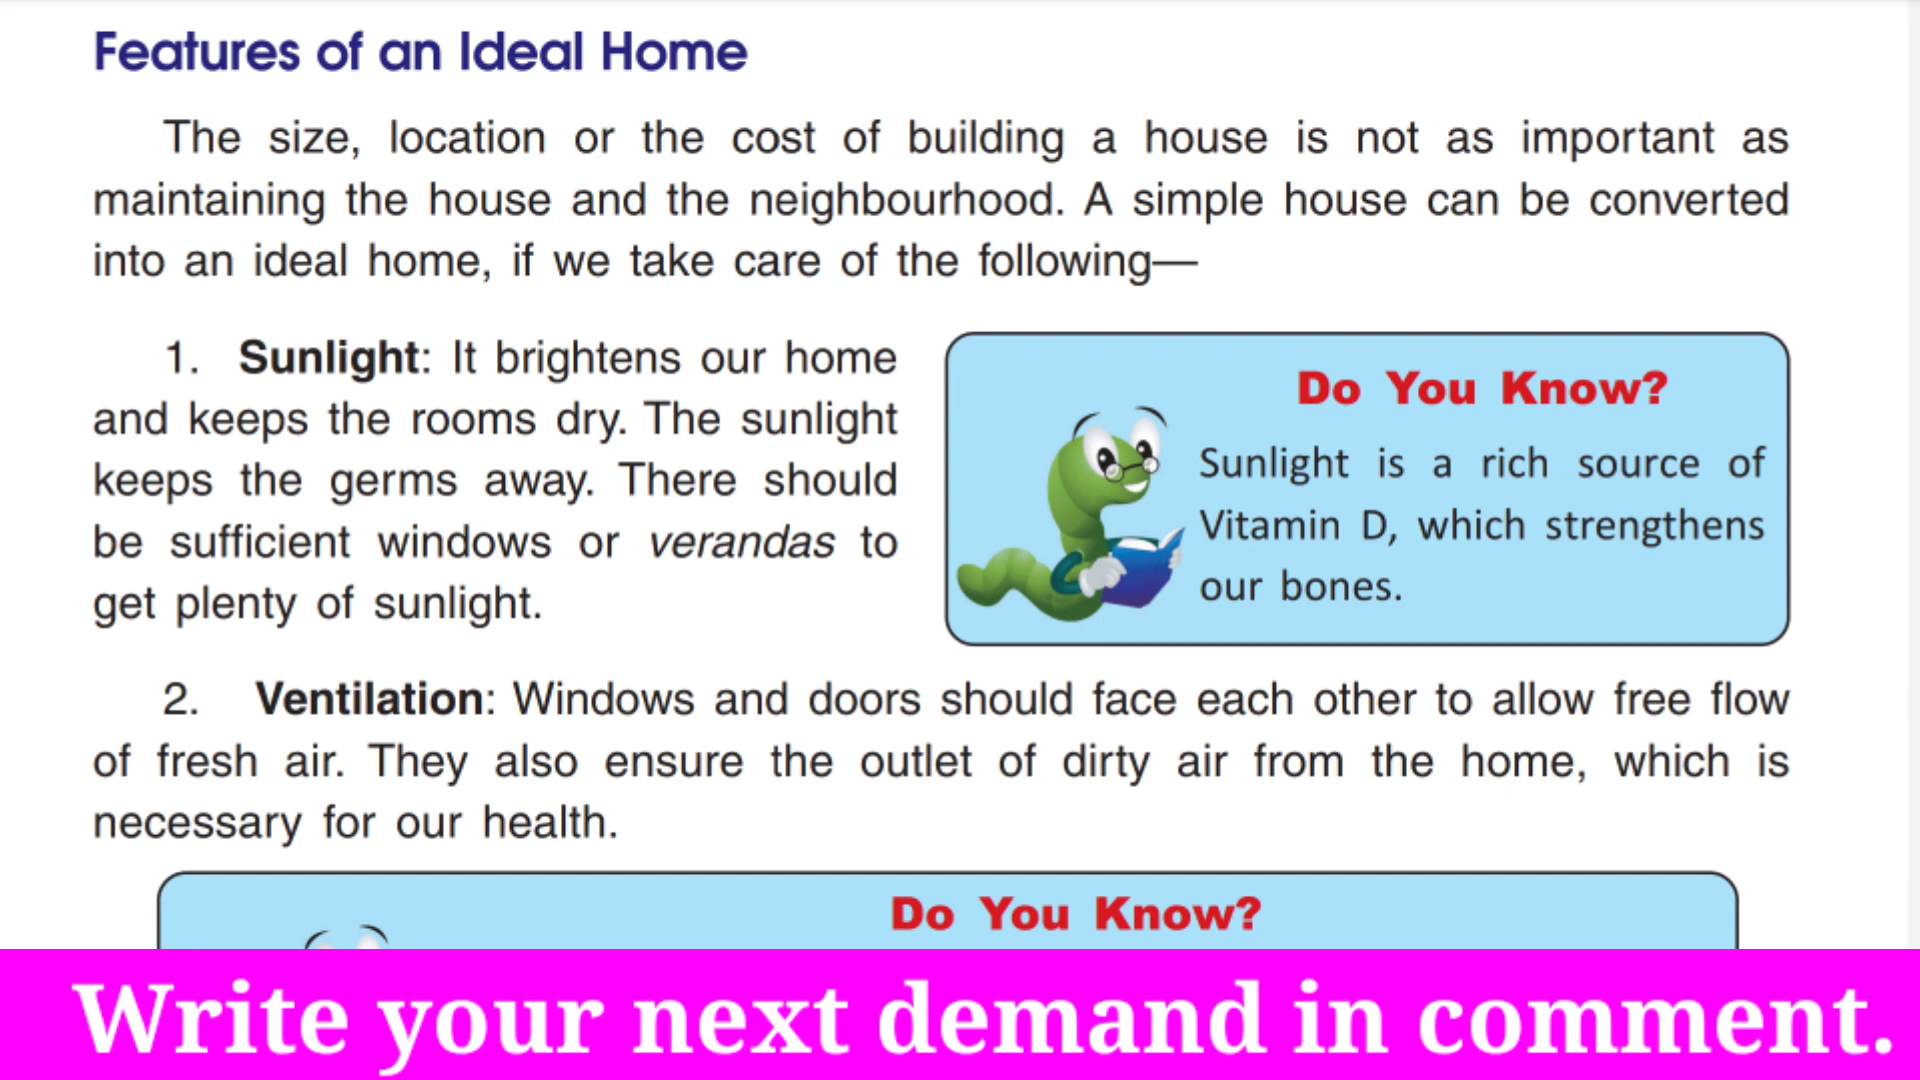 Features of an Ideal Home
The size, location or the cost of building a house is not as important as
maintaining the house and the neighbourhood. A simple house can be converted
into an ideal home, if we take care of the following—
1. Sunlight: It brightens our home
and keeps the rooms dry. The sunlight
keeps the germs away. There should
be sufficient windows or verandas to
get plenty of sunlight.
Do You Know?
Sunlight is a rich source of
Vitamin D, which strengthens
our bones.
2. Ventilation: Windows and doors should face each other to allow free flow
of fresh air. They also ensure the outlet of dirty air from the home, which is
necessary for our health.
Do You Know?
Write your next demand in comment.